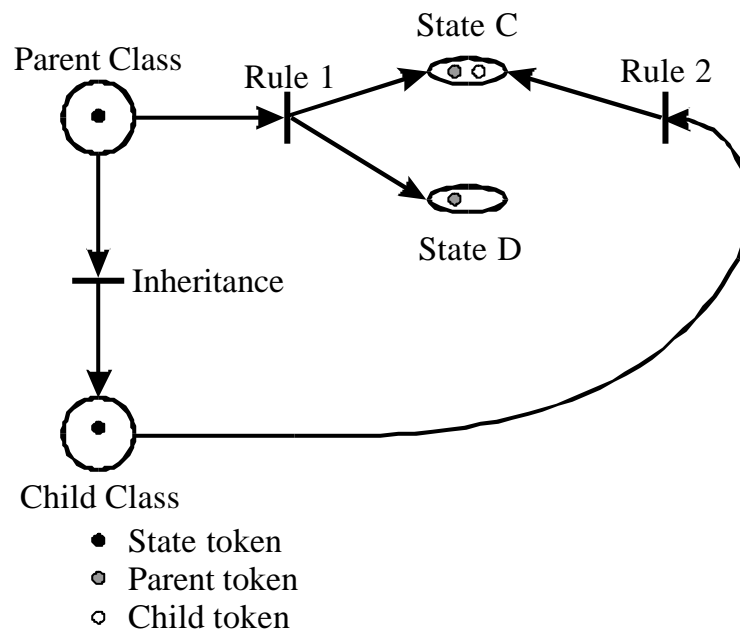 State C
Parent Class
Rule 1
Rule 2
State D
Inheritance
Child Class
State token
Parent token
Child token